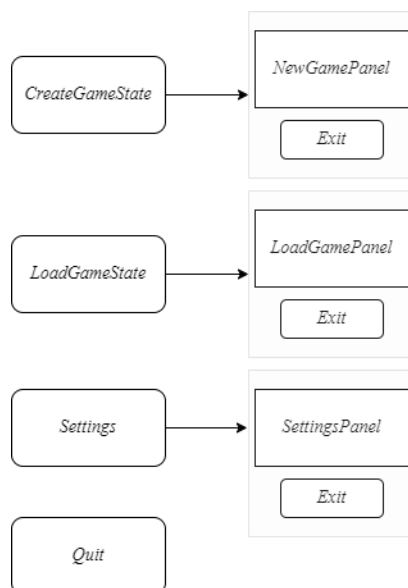 NewGamePanel
CreateGameState
Exit
LoadGamePanel
LoadGameState
Exit
Settings
SettingsPanel
Exit
Quit